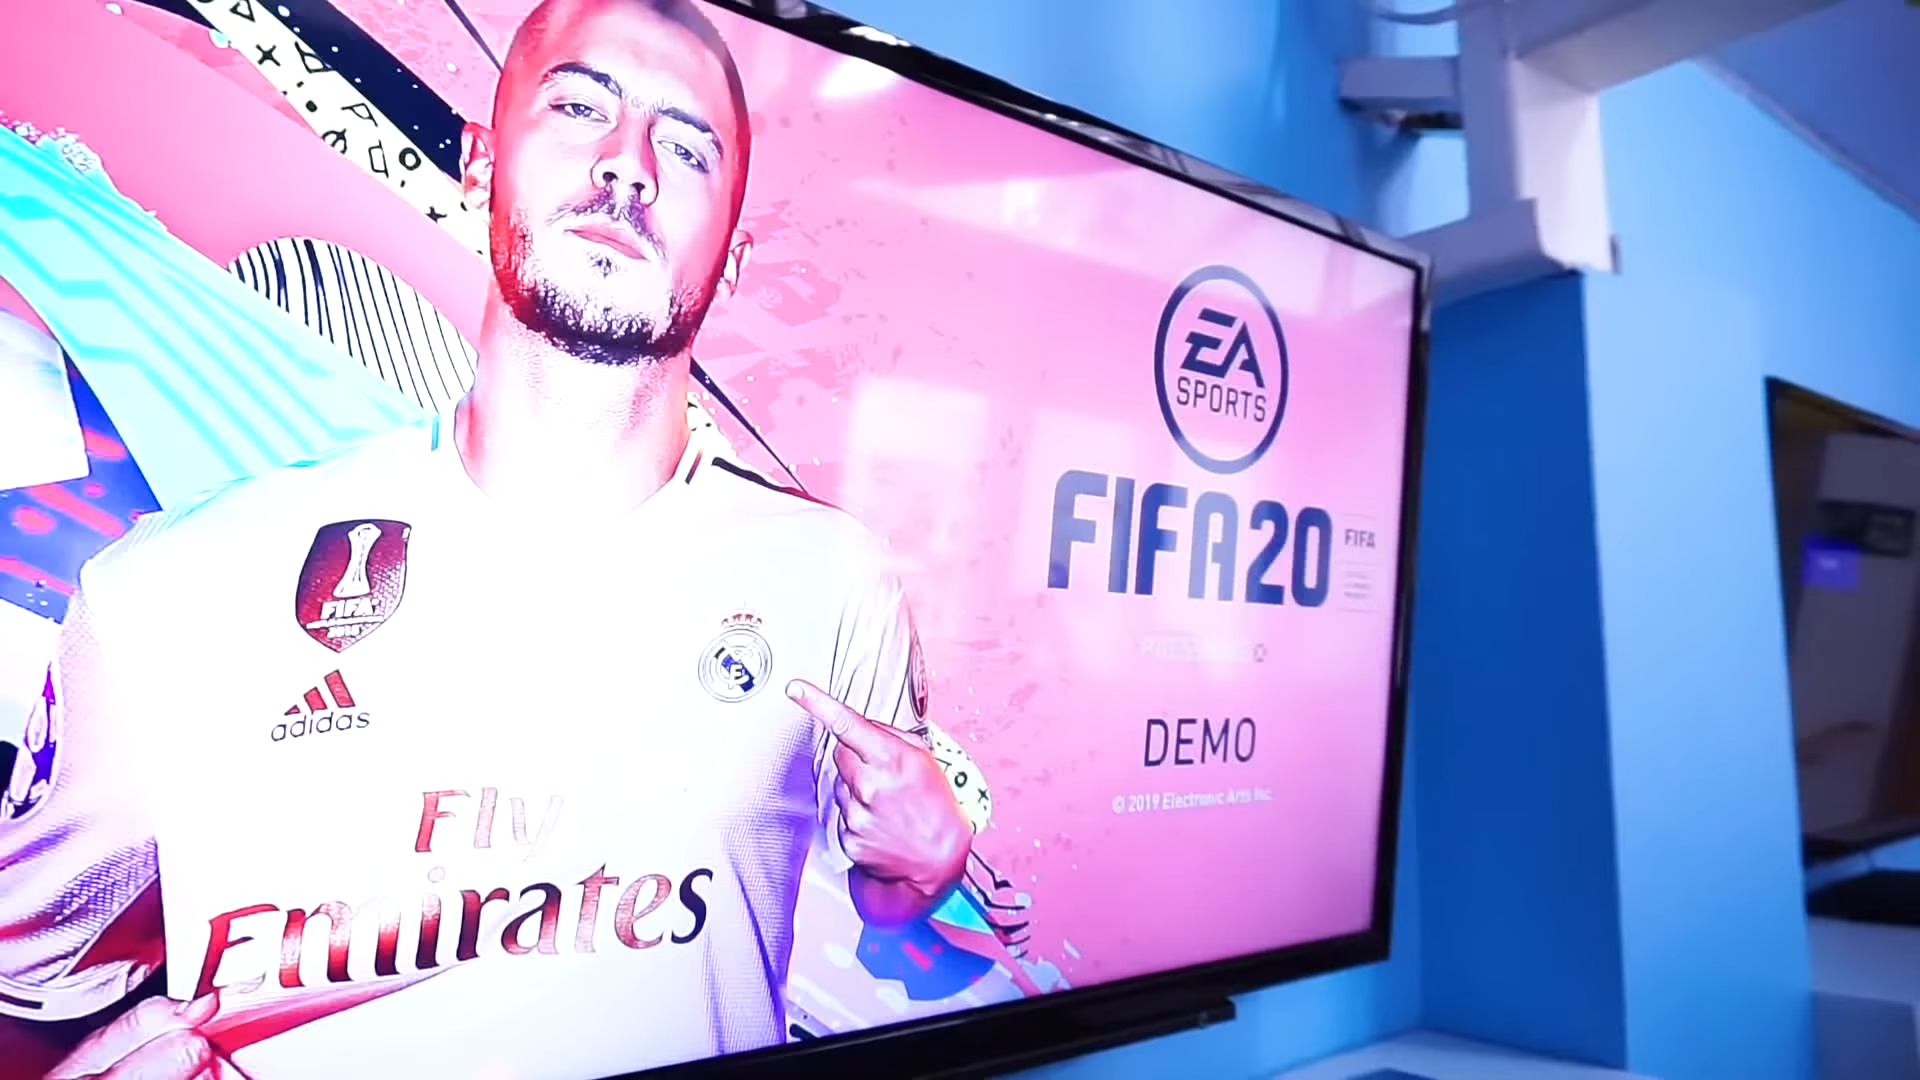 EA
SPORTS
FIFA20
FIFA
DEMO
© 2019 Electronic Arts Inc.
FIFA
adidas
Fly
Emirates